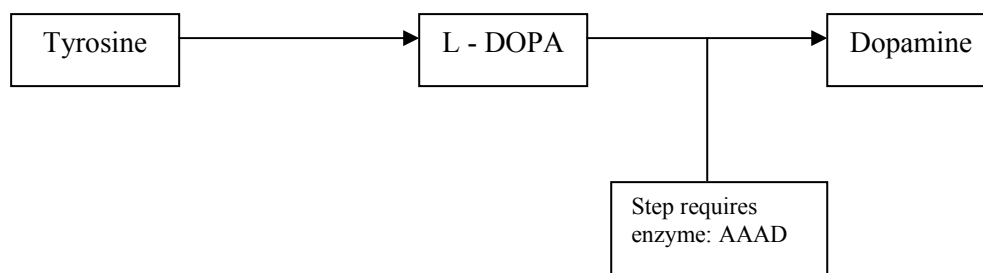 Tyrosine
L - DOPA
Dopamine
Step requires
enzyme: AAAD